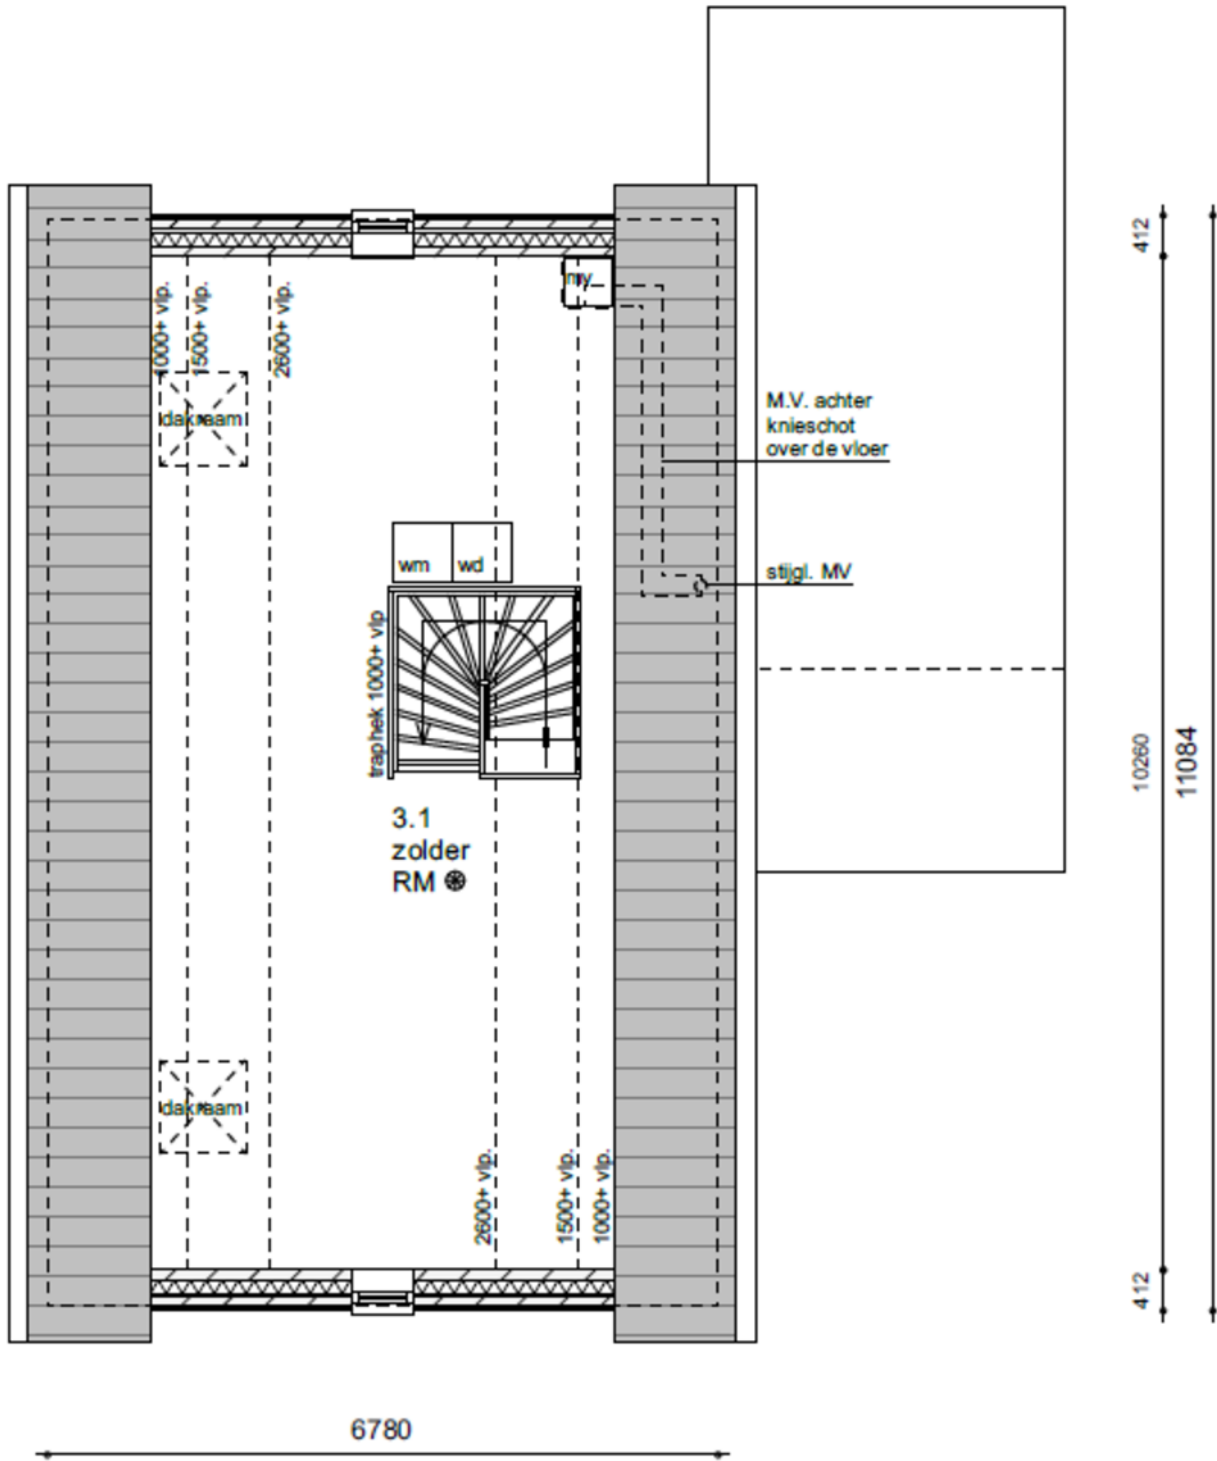 412
mv
1000+ vlp.
1500+ vlp.
2600+ vlp.
dakraam
M.V. achter
knieschot
over de vloer
wm
wd
stijgl. MV
traphek 1000+ vlp
10260
11084
3.1
zolder
RM
dakraam
2600+ vlp.
1500+ vlp.
1000+ vlp.
412
6780